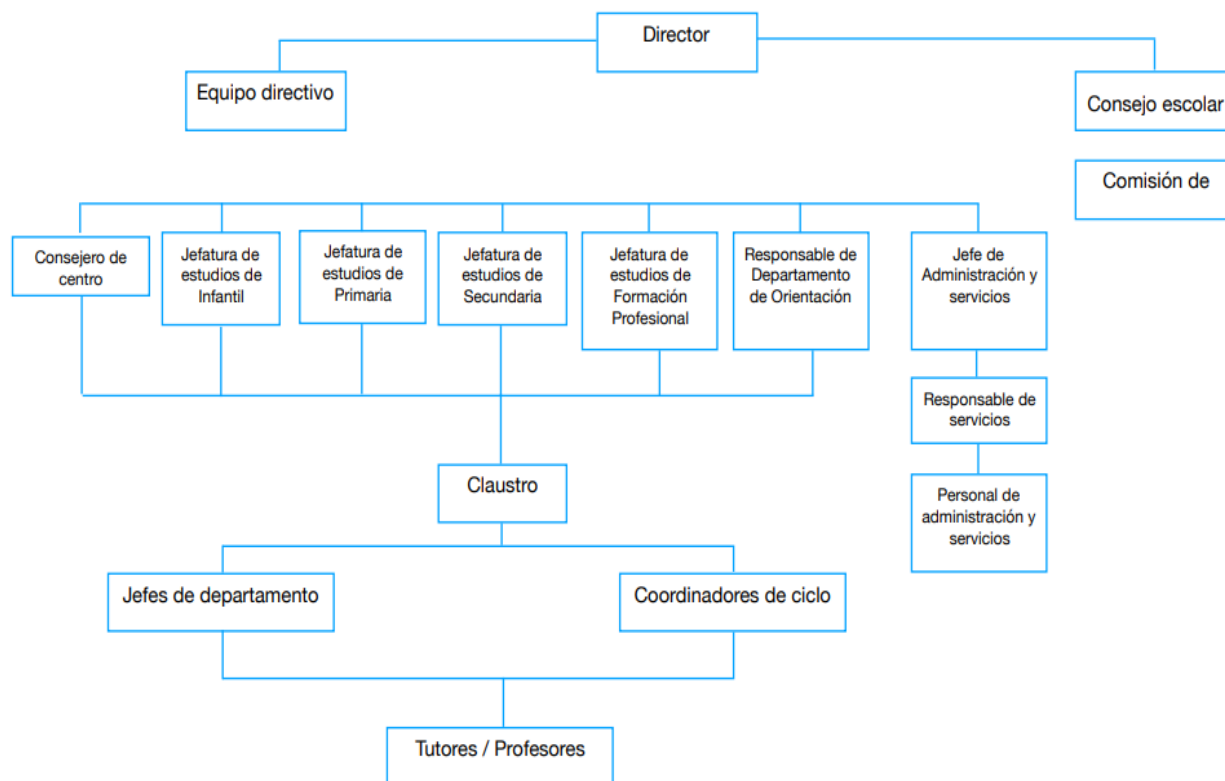 Director
Equipo directivo
Consejo escolar
Comisión de
Consejero de
centro
Jefatura de
estudios de
Infantil
Jefatura de
estudios de
Primaria
Jefatura de
estudios de
Secundaria
Jefatura de
estudios de
Formación
Profesional
Responsable de
Departamento
de Orientación
Jefe de
Administración y
servicios
Responsable de
servicios
Claustro
Personal de
administración y
servicios
Jefes de departamento
Coordinadores de ciclo
Tutores / Profesores